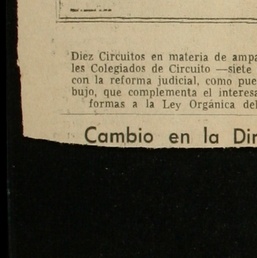 Diez Circuitos en materia de ampa
les Colegiados de Circuito —siete
con la reforma judicial, como pue
bujo, que complementa el interesa
formas a la Ley Orgánica del
Cambio en la Dir